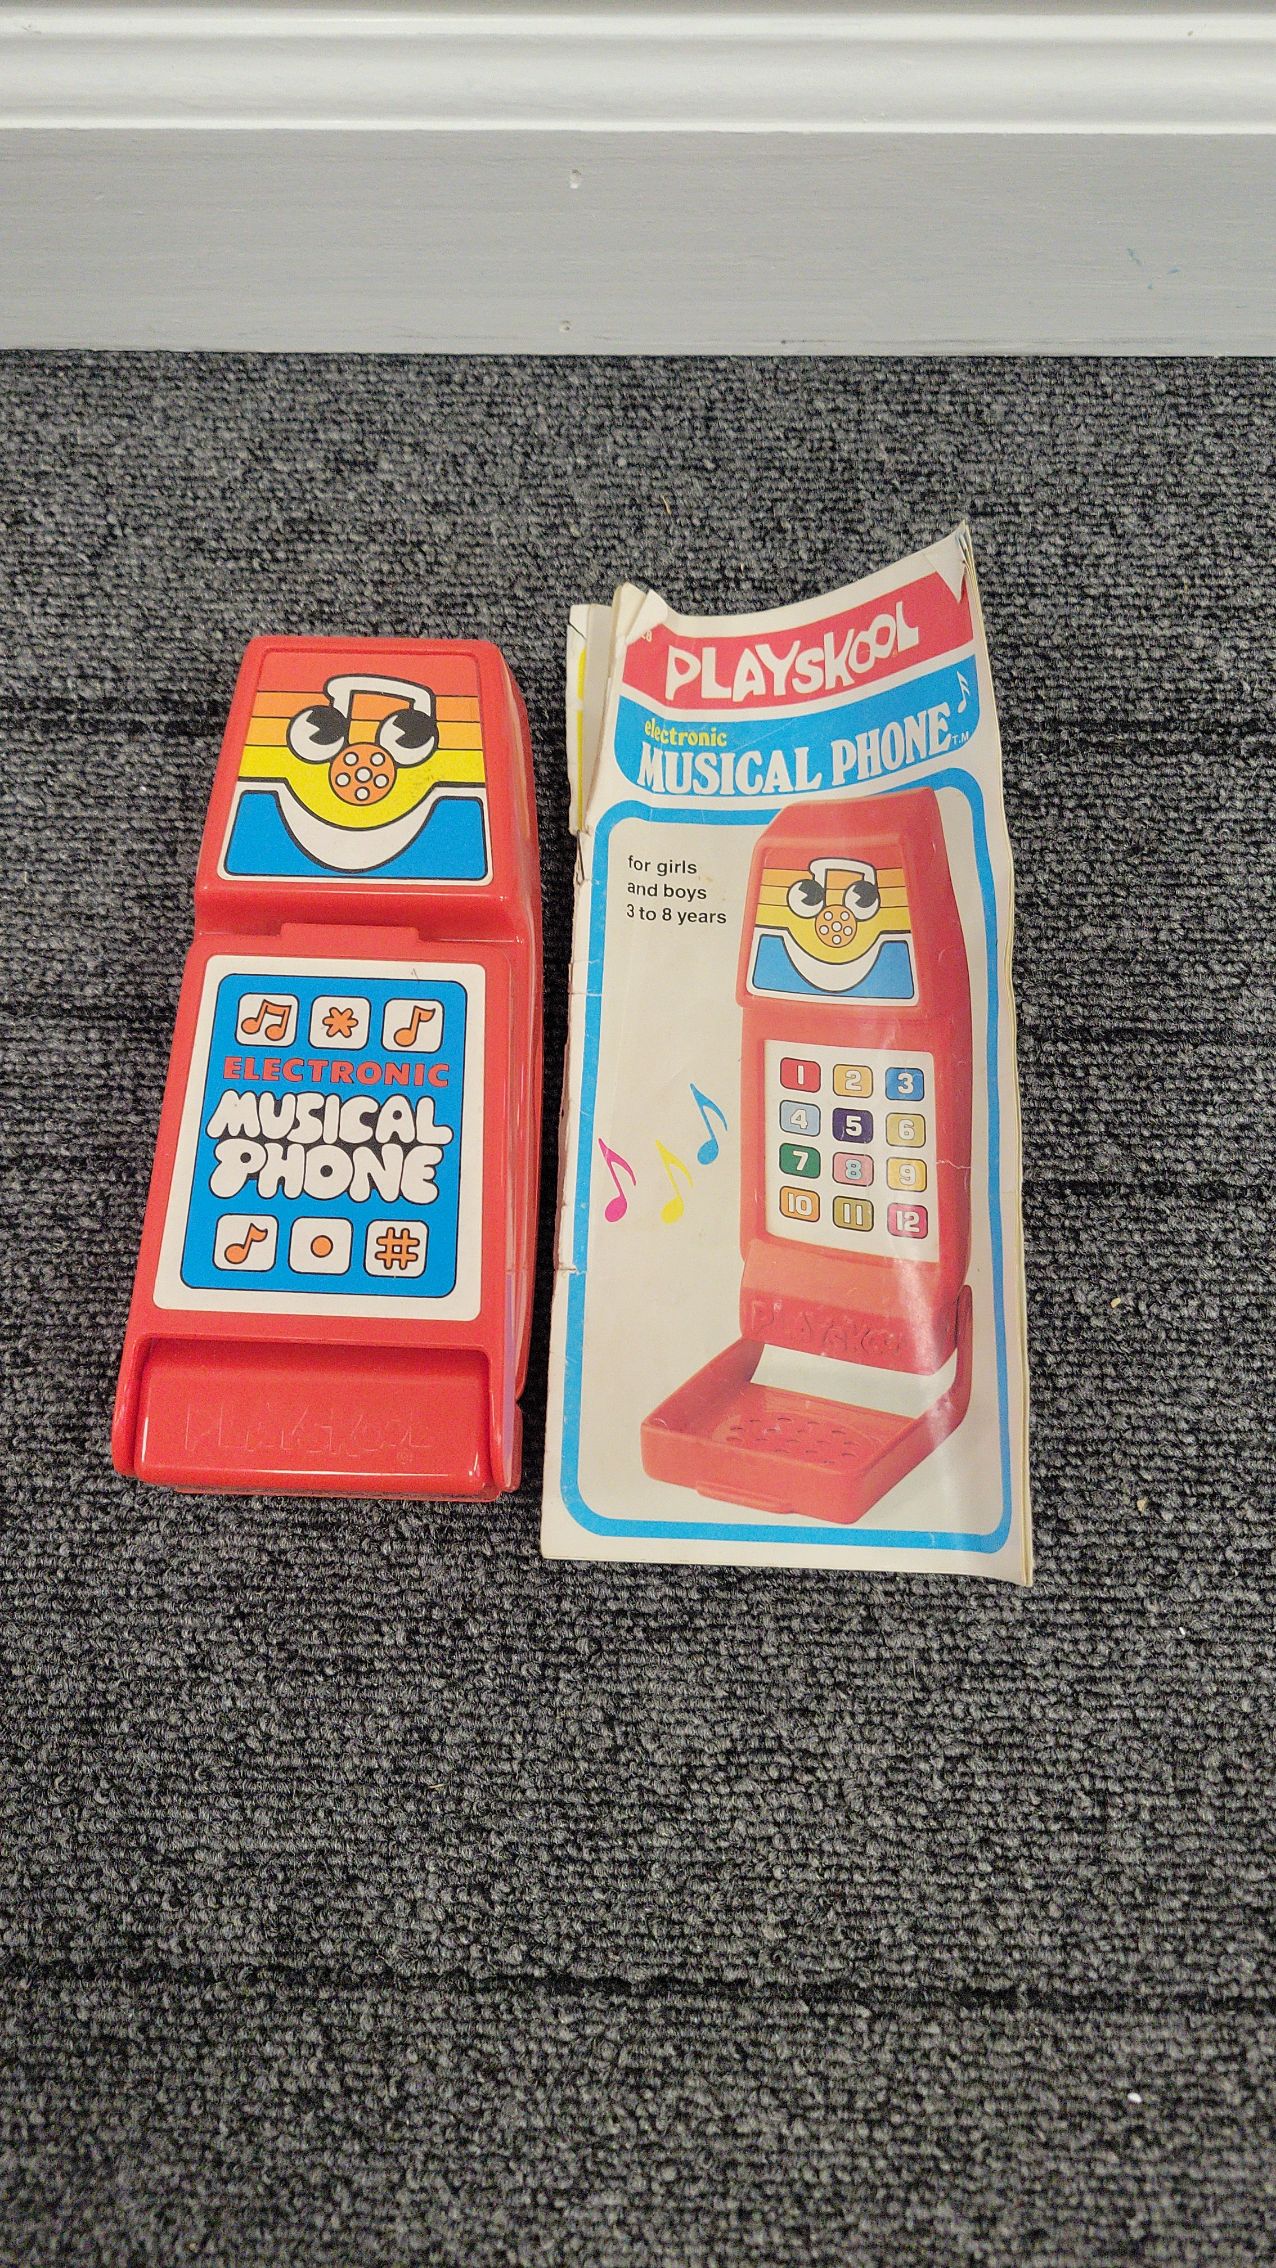 ELECTRONIC
MUSICAL
PHONE
#
PLAYSKOOL
PLAYSKOOL
electronic
MUSICAL PHONE T.M
for girls
and boys
3 to 8 years
1 2 3
4 5 6
7 8 9
10 11 12
PLAYSKOOL